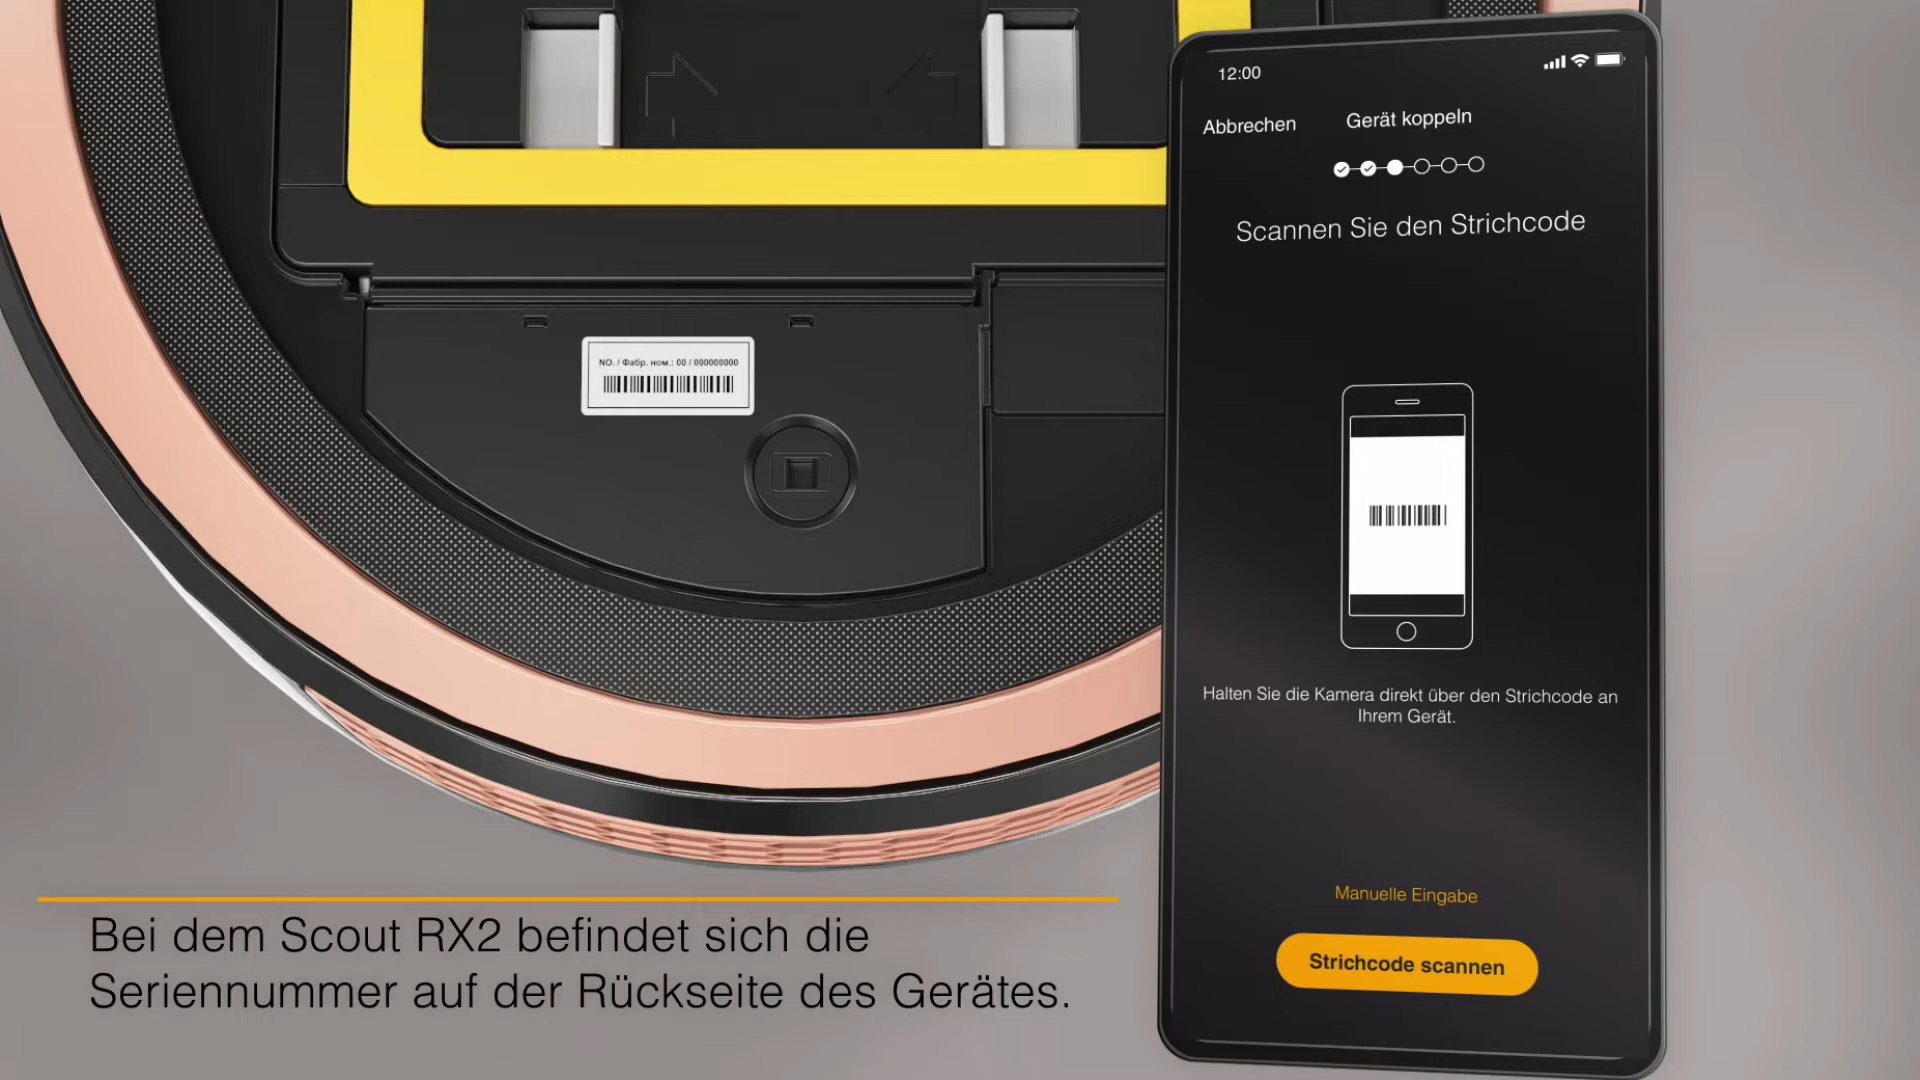 12:00
Abbrechen
Gerät koppeln
Scannen Sie den Strichcode
NO. / Фабр. ном.: 00 / 000000000
Halten Sie die Kamera direkt über den Strichcode an
Ihrem Gerät.
Manuelle Eingabe
Strichcode scannen
Bei dem Scout RX2 befindet sich die
Seriennummer auf der Rückseite des Gerätes.